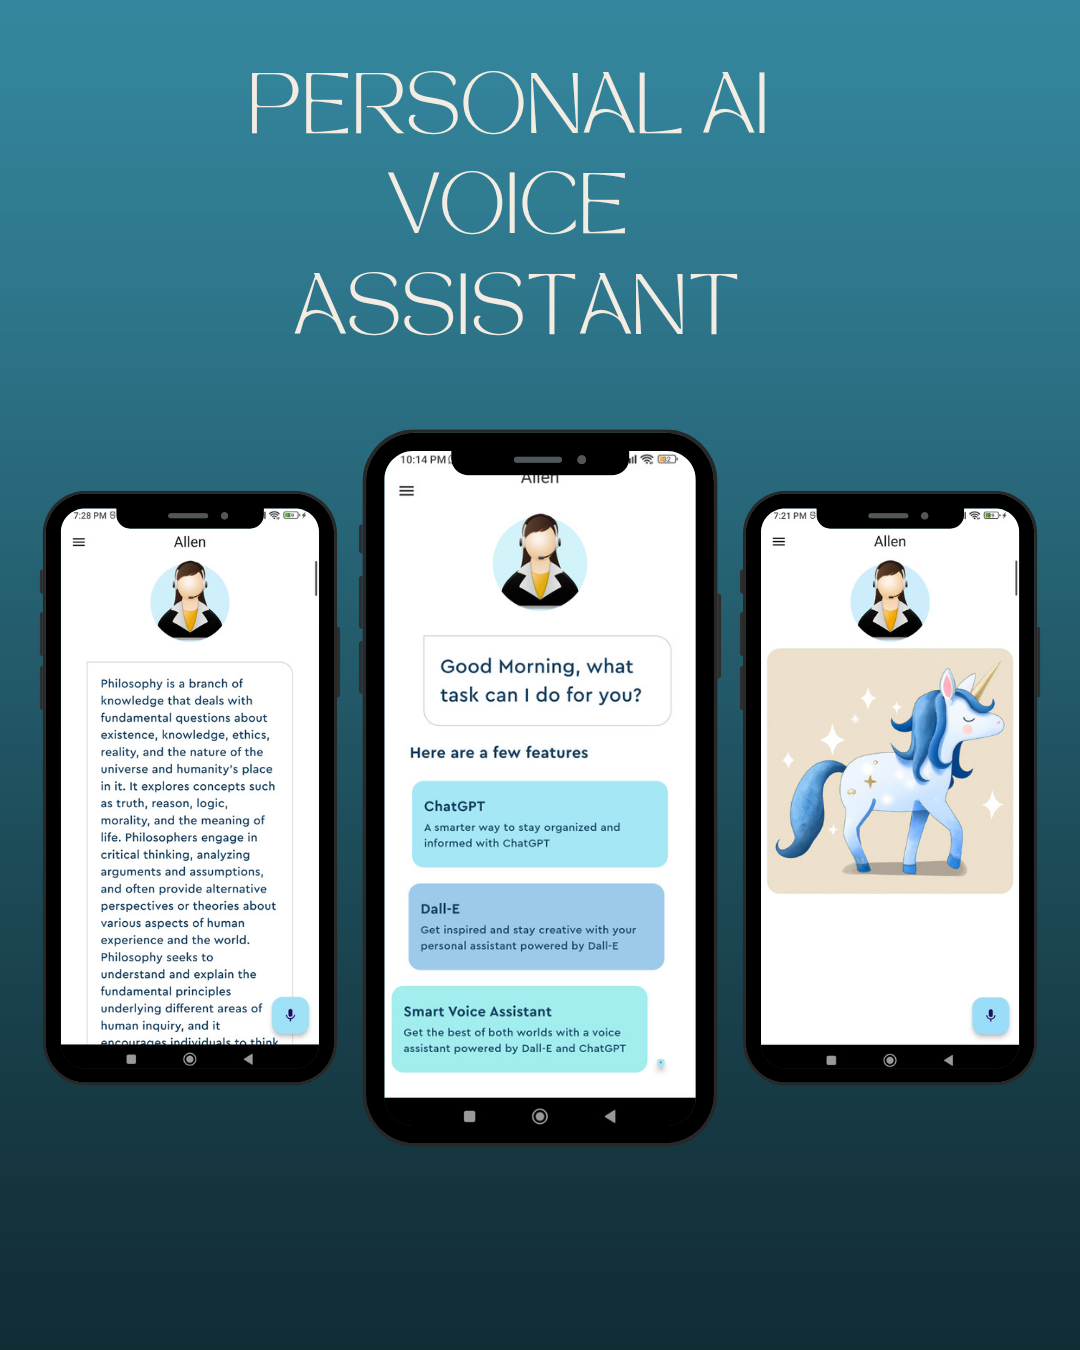 PERSONAL AI
VOICE
ASSISTANT
7:28 PM
Allen
Philosophy is a branch of
knowledge that deals with
fundamental questions about
existence, knowledge, ethics,
reality, and the nature of the
universe and humanity's place
in it. It explores concepts such
as truth, reason, logic,
morality, and the meaning of
life. Philosophers engage in
critical thinking, analyzing
arguments and assumptions,
and often provide alternative
perspectives or theories about
various aspects of human
experience and the world.
Philosophy seeks to
understand and explain the
fundamental principles
underlying different areas of
human inquiry, and it
encourages individuals to think
10:14 PM
Allen
Good Morning, what
task can I do for you?
Here are a few features
ChatGPT
A smarter way to stay organized and
informed with ChatGPT
Dall-E
Get inspired and stay creative with your
personal assistant powered by Dall-E
Smart Voice Assistant
Get the best of both worlds with a voice
assistant powered by Dall-E and ChatGPT
7:21 PM
Allen